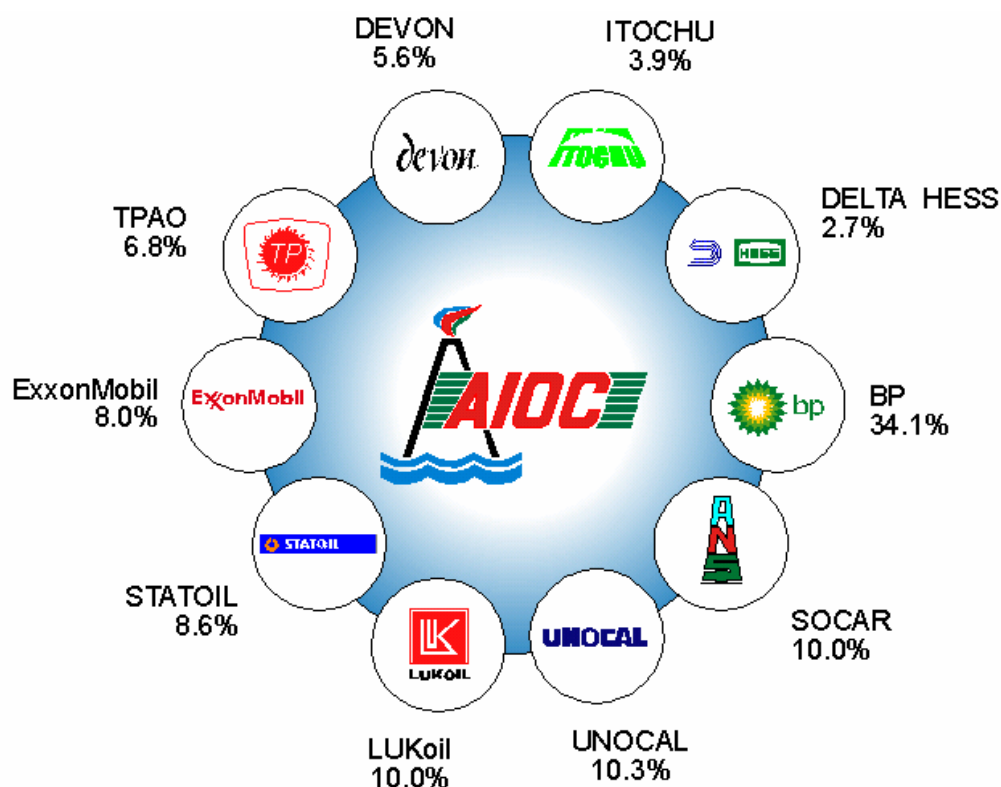 DEVON
5.6%
ITOCHU
3.9%
devon
ITOCHU
TPAO
6.8%
TP
DELTA HESS
2.7%
HESS
ExxonMobil
8.0%
ExxonMobil
AIOC
bp
BP
34.1%
STATOIL
A
N
S
STATOIL
8.6%
SOCAR
10.0%
LK
LUKOIL
UNOCAL
LUKoil
10.0%
UNOCAL
10.3%